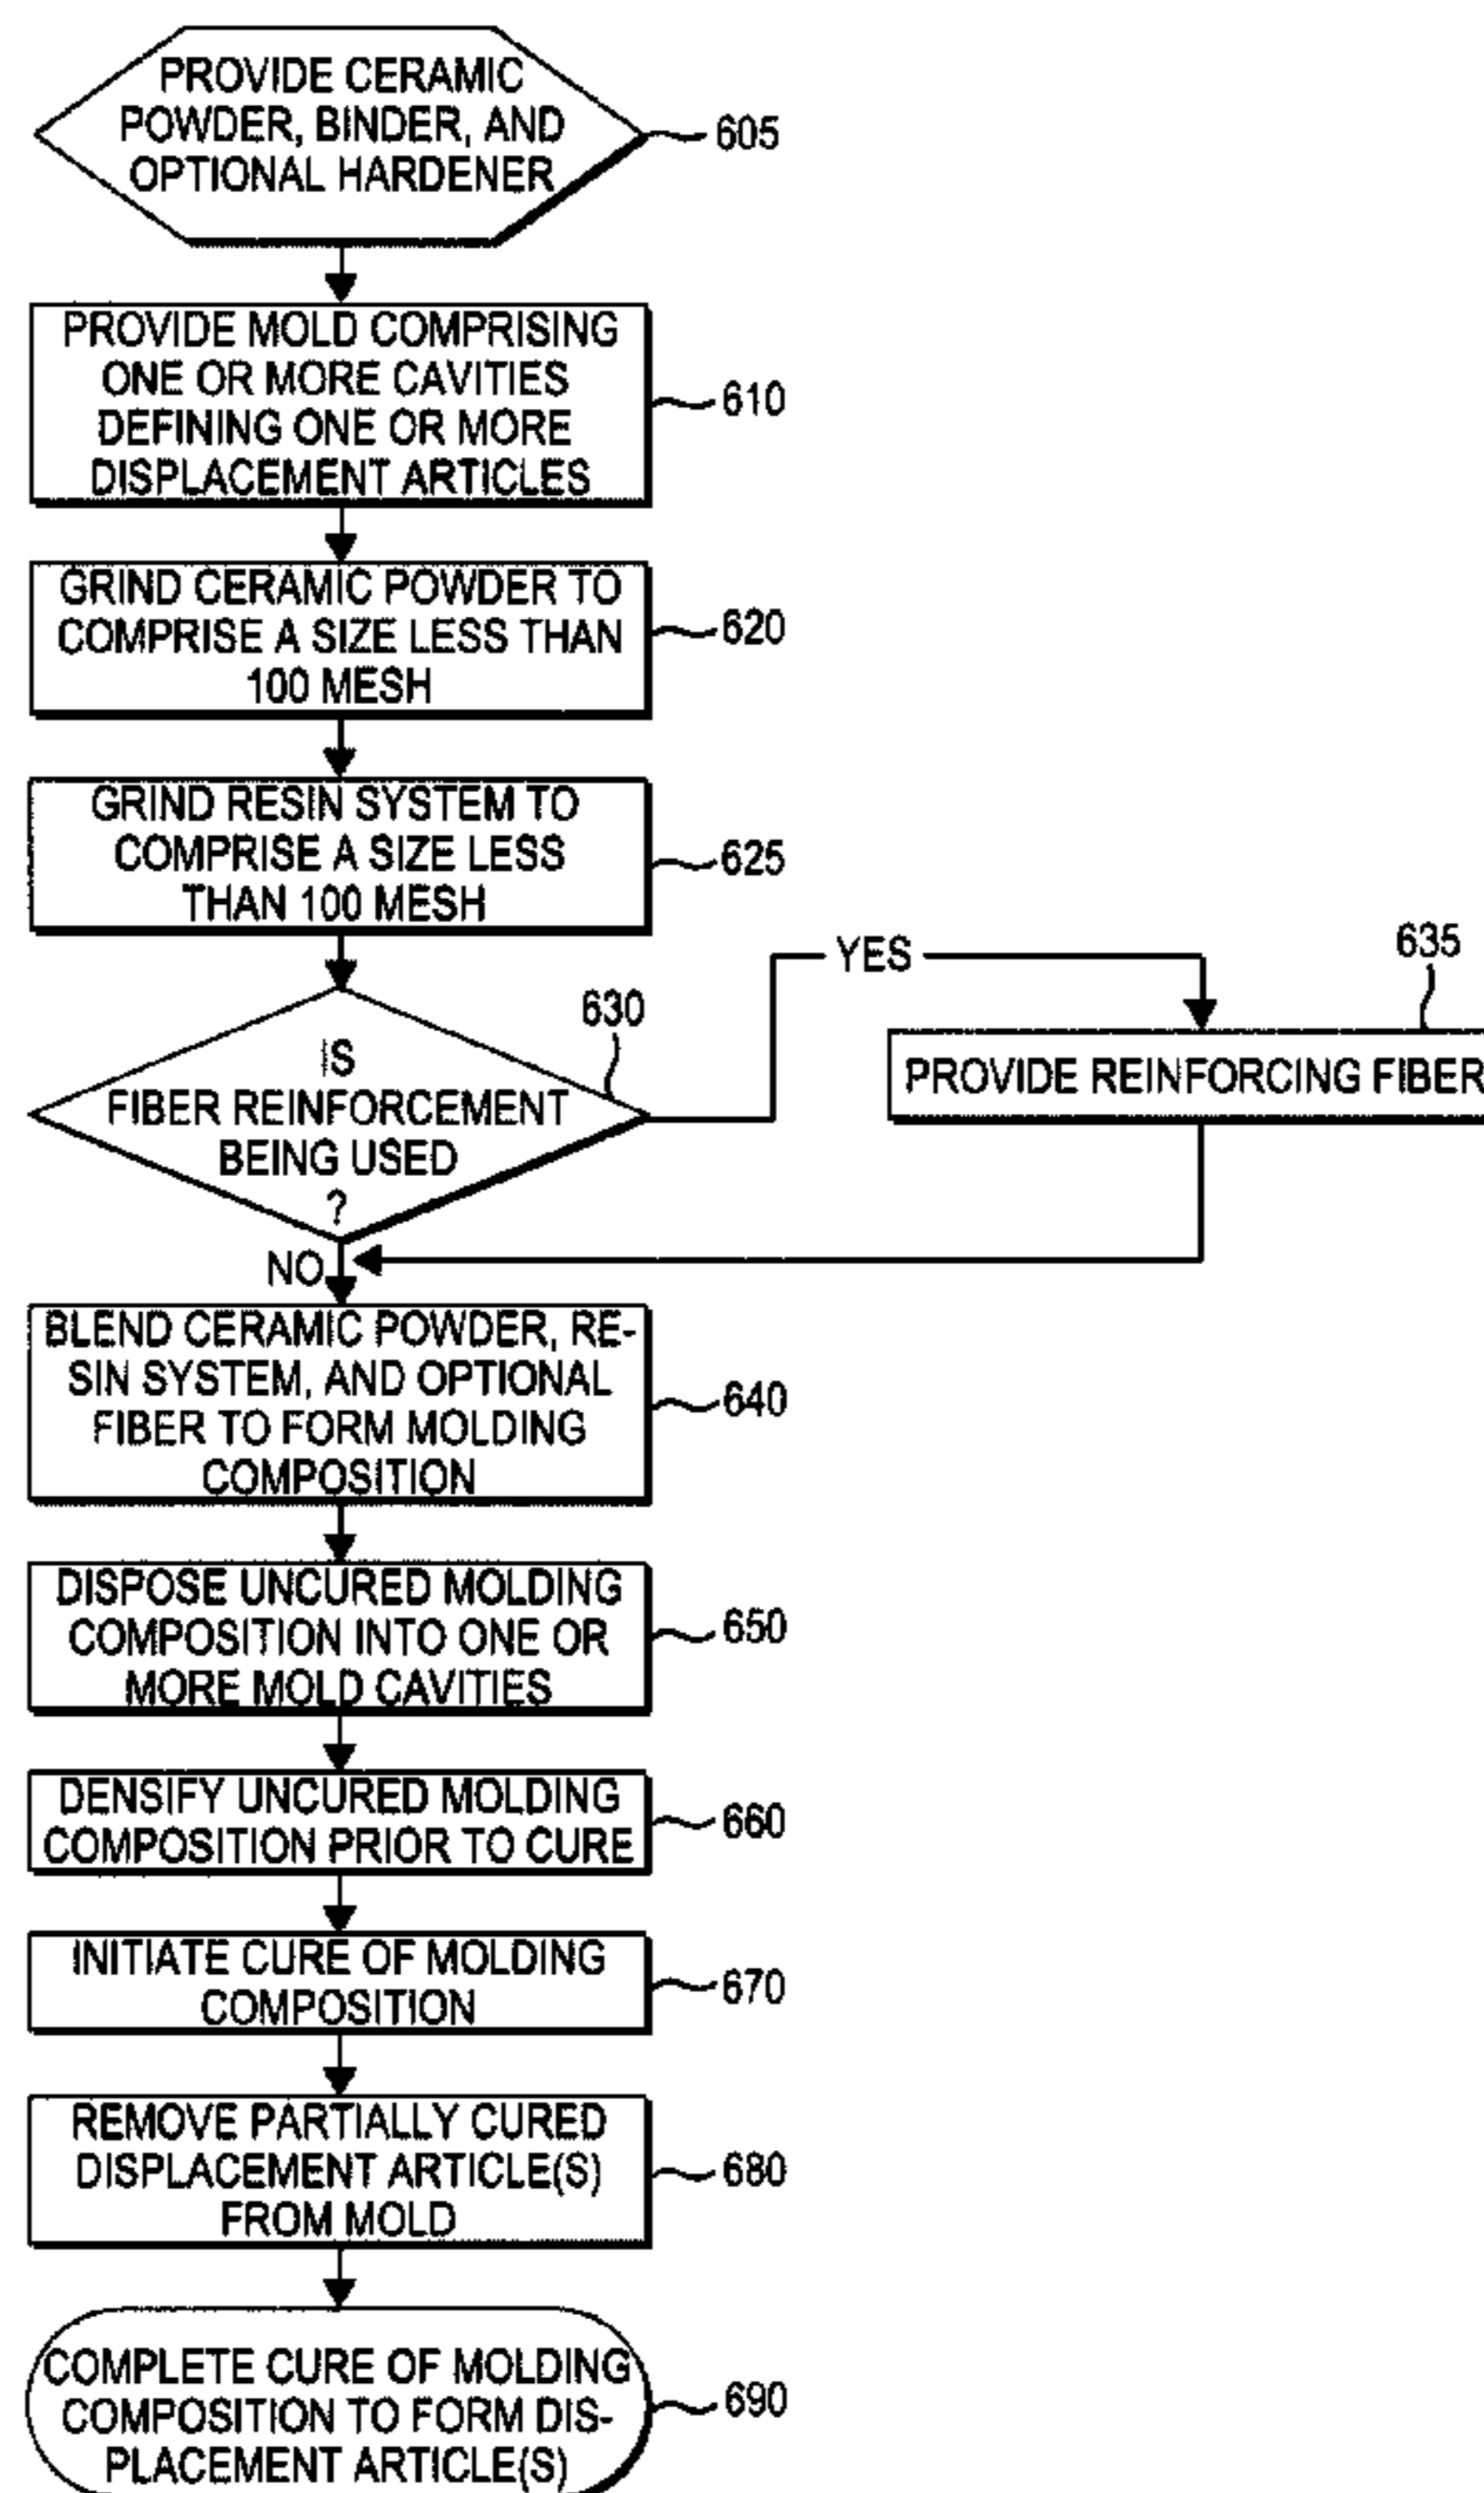 PROVIDE CERAMIC
POWDER, BINDER, AND
OPTIONAL HARDENER
605
PROVIDE MOLD COMPRISING
ONE OR MORE CAVITIES
DEFINING ONE OR MORE
DISPLACEMENT ARTICLES
610
GRIND CERAMIC POWDER TO
COMPRISE A SIZE LESS THAN
100 MESH
620
GRIND RESIN SYSTEM TO
COMPRISE A SIZE LESS
THAN 100 MESH
625
IS
FIBER REINFORCEMENT
BEING USED
?
630
YES
635
PROVIDE REINFORCING FIBER
NO
BLEND CERAMIC POWDER, RE-
SIN SYSTEM, AND OPTIONAL
FIBER TO FORM MOLDING
COMPOSITION
640
DISPOSE UNCURED MOLDING
COMPOSITION INTO ONE OR
MORE MOLD CAVITIES
650
DENSIFY UNCURED MOLDING
COMPOSITION PRIOR TO CURE
660
INITIATE CURE OF MOLDING
COMPOSITION
670
REMOVE PARTIALLY CURED
DISPLACEMENT ARTICLE(S)
FROM MOLD
680
COMPLETE CURE OF MOLDING
COMPOSITION TO FORM DIS-
PLACEMENT ARTICLE(S)
690